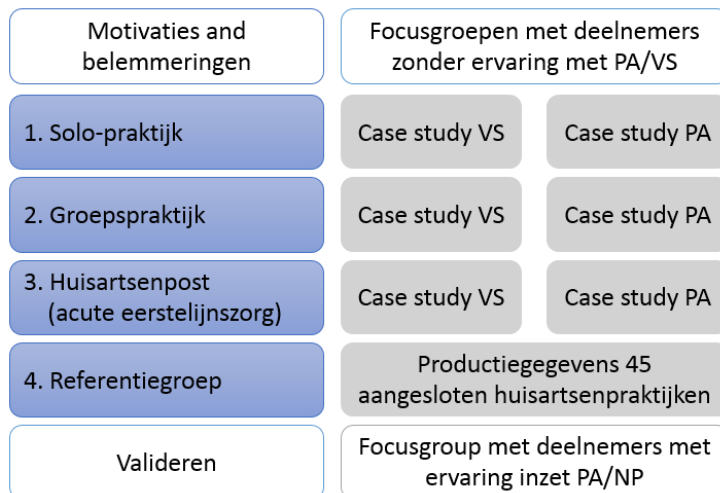 Motivaties and
belemmeringen
Focusgroepen met deelnemers
zonder ervaring met PA/VS
1. Solo-praktijk
Case study VS
Case study PA
2. Groepspraktijk
Case study VS
Case study PA
3. Huisartsenpost
(acute eerstelijnszorg)
Case study VS
Case study PA
4. Referentiegroep
Productiegegevens 45
aangesloten huisartsenpraktijken
Valideren
Focusgroup met deelnemers met
ervaring inzet PA/NP